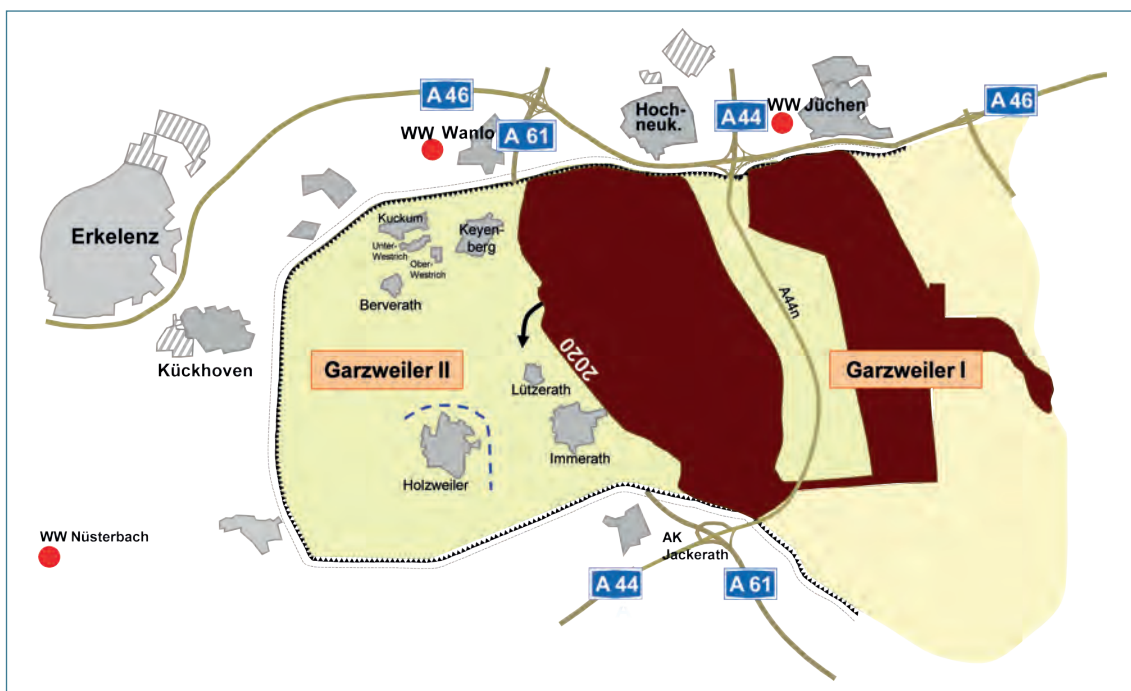 A 46
A 46
A 44
A 61
WW Jüchen
WW Wanlo
Hoch-
neuk.
Erkelenz
Kuckum
Keyen-
berg
Unter-
Westrich
Ober-
Westrich
Berverath
A44n
Kückhoven
Garzweiler II
2020
Garzweiler I
Lützerath
Immerath
Holzweiler
WW Nüsterbach
AK
Jackerath
A 44
A 61